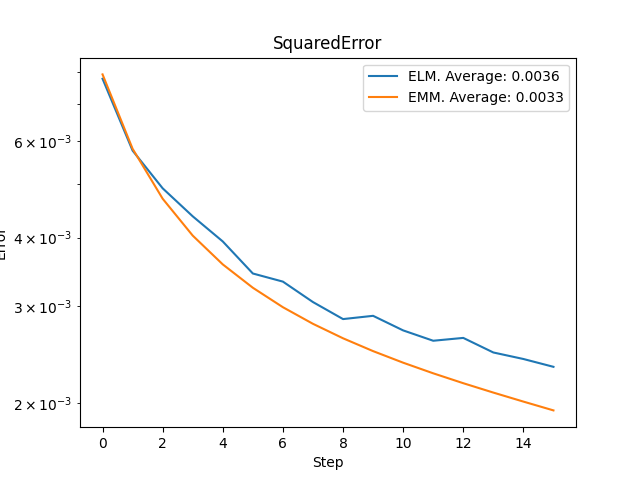 SquaredError
ELM. Average: 0.0036
EMM. Average: 0.0033
6 × 10⁻³
4 × 10⁻³
3 × 10⁻³
2 × 10⁻³
Error
0 2 4 6 8 10 12 14
Step